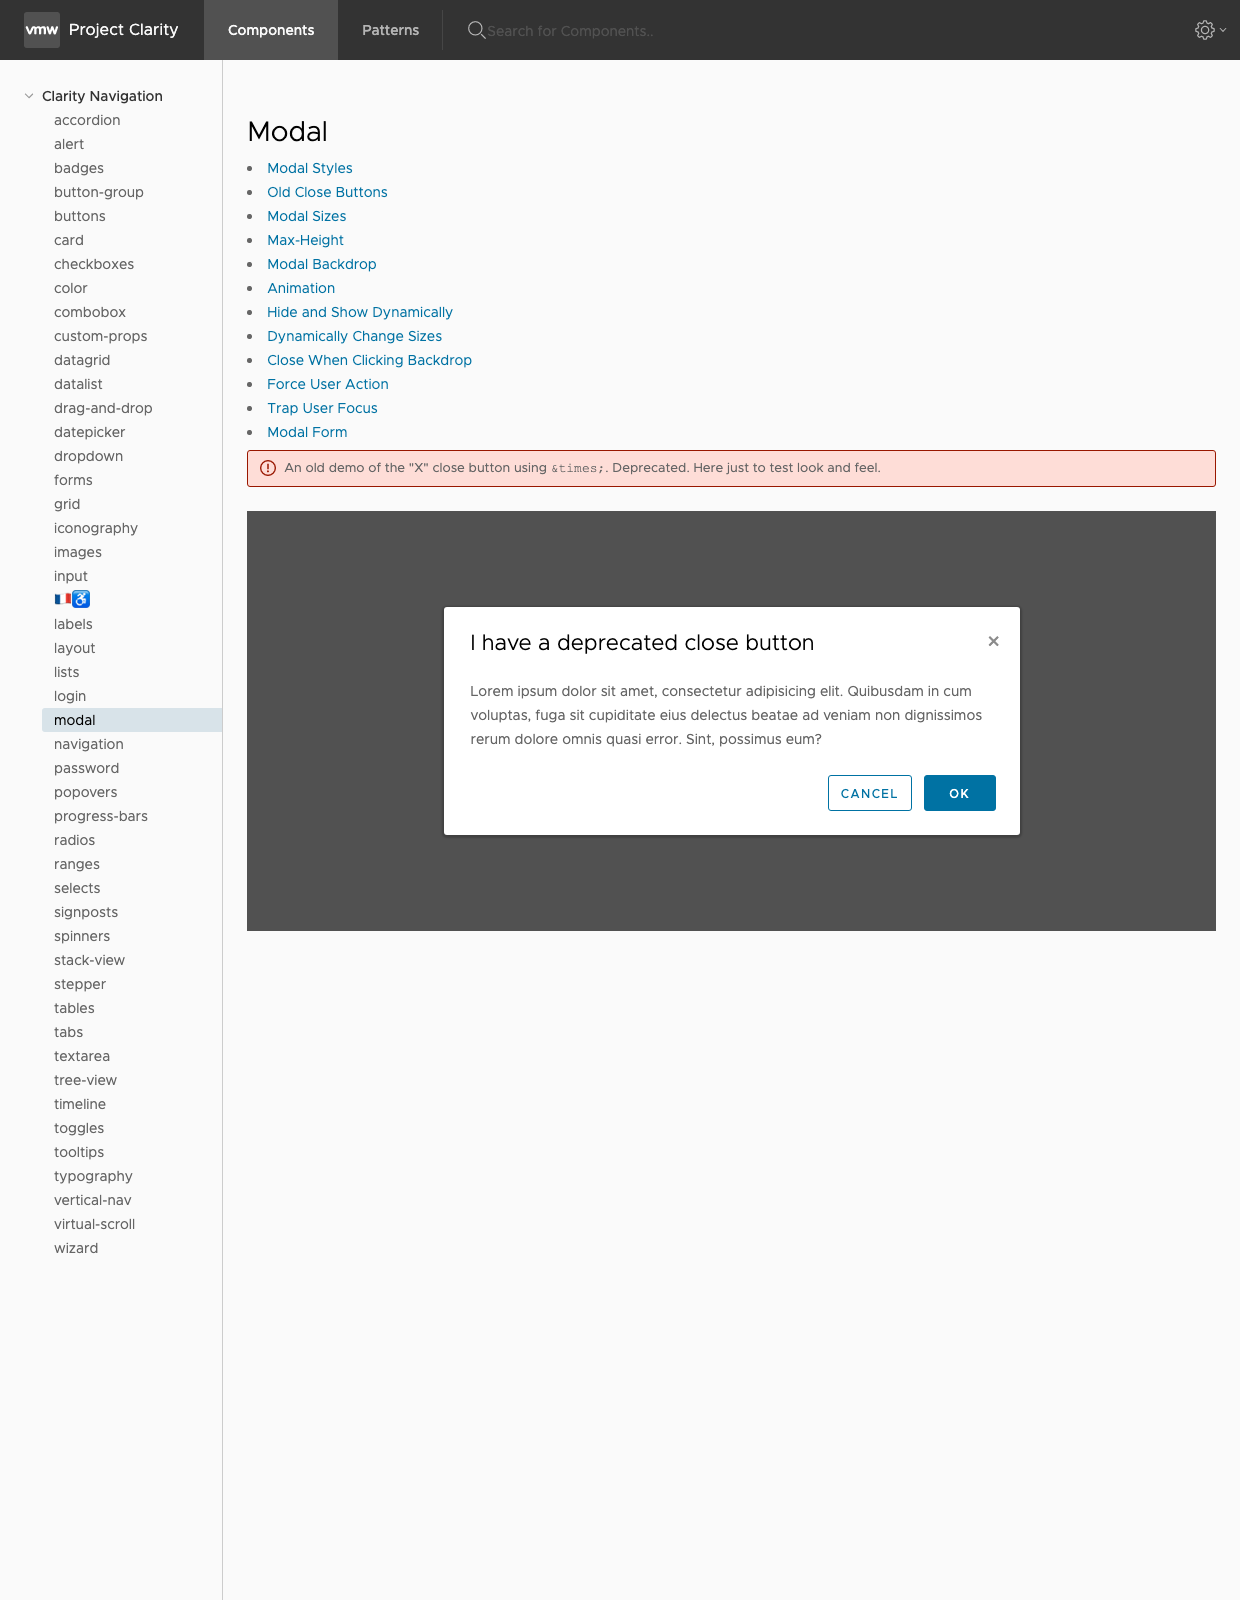 vmw Project Clarity Components Patterns Search for Components..
Clarity Navigation
accordion
alert
badges
button-group
buttons
card
checkboxes
color
combobox
custom-props
datagrid
datalist
drag-and-drop
datepicker
dropdown
forms
grid
iconography
images
input
🇫🇷♿
labels
layout
lists
login
modal
navigation
password
popovers
progress-bars
radios
ranges
selects
signposts
spinners
stack-view
stepper
tables
tabs
textarea
tree-view
timeline
toggles
tooltips
typography
vertical-nav
virtual-scroll
wizard
Modal
• Modal Styles
• Old Close Buttons
• Modal Sizes
• Max-Height
• Modal Backdrop
• Animation
• Hide and Show Dynamically
• Dynamically Change Sizes
• Close When Clicking Backdrop
• Force User Action
• Trap User Focus
• Modal Form
An old demo of the "X" close button using &times;. Deprecated. Here just to test look and feel.
I have a deprecated close button ×
Lorem ipsum dolor sit amet, consectetur adipisicing elit. Quibusdam in cum
voluptas, fuga sit cupiditate eius delectus beatae ad veniam non dignissimos
rerum dolore omnis quasi error. Sint, possimus eum?
CANCEL OK